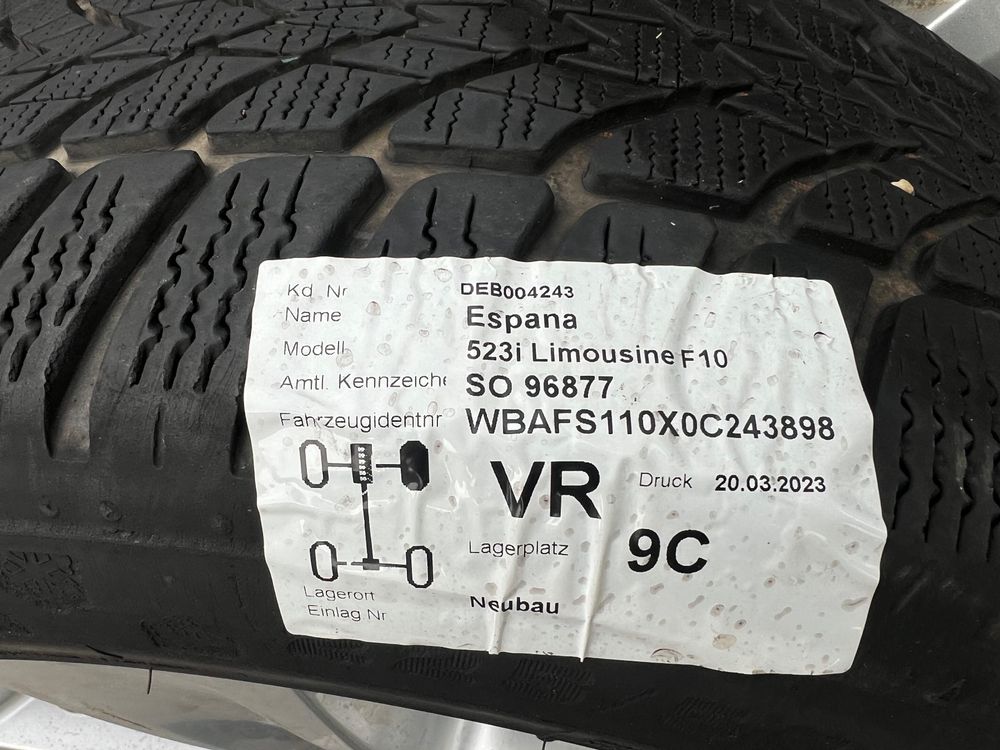 Kd Nr DEB004243
Name Espana
Modell 523i Limousine F10
Amtl. Kennzeiche SO 96877
Fahrzeugidentnr WBAFS110X0C243898
VR Druck 20.03.2023
Lagerplatz 9C
Lagerort Neubau
Einlag Nr